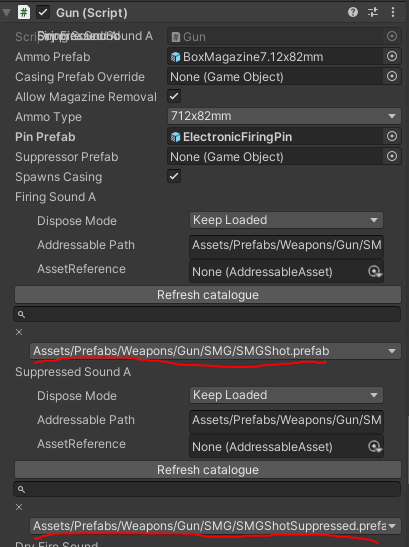 Gun (Script)
Gun
Ammo Prefab BoxMagazine7.12x82mm
Casing Prefab Override None (Game Object)
Allow Magazine Removal
Ammo Type 712x82mm
Pin Prefab ElectronicFiringPin
Suppressor Prefab None (Game Object)
Spawns Casing
Firing Sound A
Dispose Mode Keep Loaded
Addressable Path Assets/Prefabs/Weapons/Gun/SM
AssetReference None (AddressableAsset)
Refresh catalogue
Assets/Prefabs/Weapons/Gun/SMG/SMGShot.prefab
Suppressed Sound A
Dispose Mode Keep Loaded
Addressable Path Assets/Prefabs/Weapons/Gun/SM
AssetReference None (AddressableAsset)
Refresh catalogue
Assets/Prefabs/Weapons/Gun/SMG/SMGShotSuppressed.prefa
Dry Fire Sound